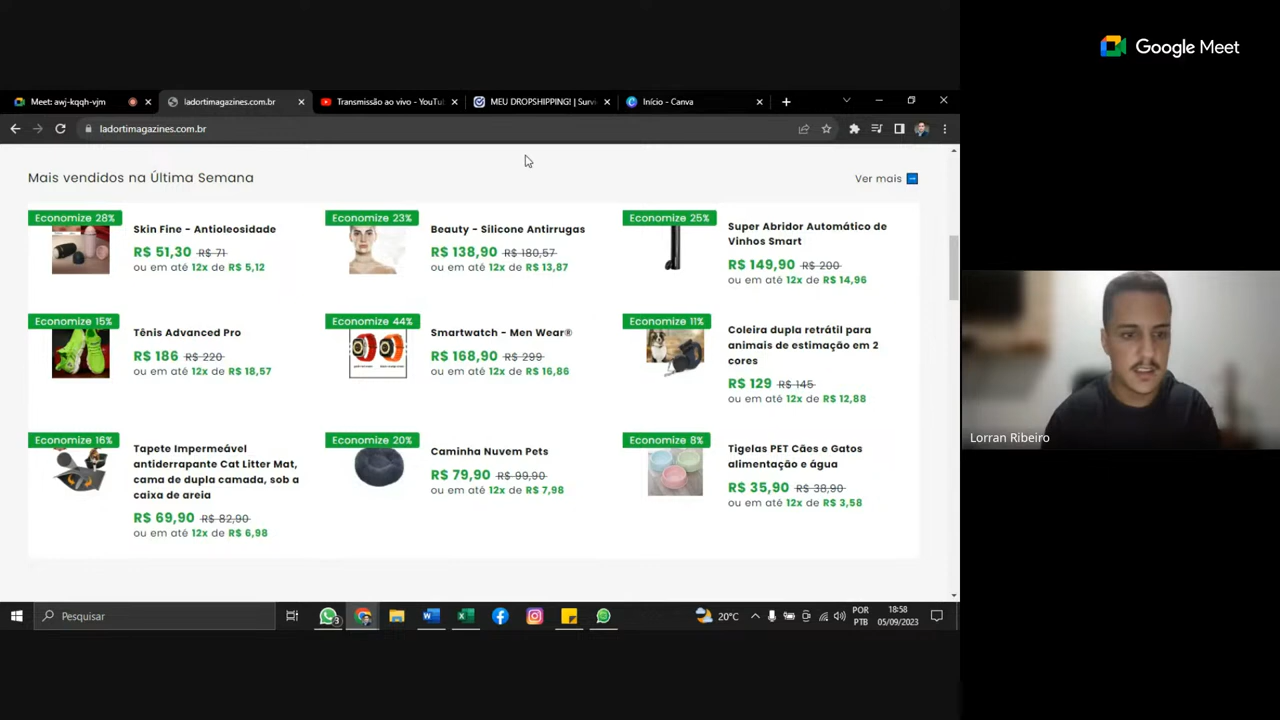 Google Meet
Meet: awj-kqqh-vjm
ladortimagazines.com.br
Transmissão ao vivo - YouTu
MEU DROPSHIPPING! | Survi
Início - Canva
ladortimagazines.com.br
Mais vendidos na Última Semana
Ver mais
Economize 28%
Skin Fine - Antioleosidade
R$ 51,30 R$ 71
ou em até 12x de R$ 5,12
Economize 23%
Beauty - Silicone Antirrugas
R$ 138,90 R$ 180,57
ou em até 12x de R$ 13,87
Economize 25%
Super Abridor Automático de
Vinhos Smart
R$ 149,90 R$ 200
ou em até 12x de R$ 14,96
Economize 15%
Tênis Advanced Pro
R$ 186 R$ 220
ou em até 12x de R$ 18,57
Economize 44%
Smartwatch - Men Wear®
R$ 168,90 R$ 299
ou em até 12x de R$ 16,86
Economize 11%
Coleira dupla retrátil para
animais de estimação em 2
cores
R$ 129 R$ 145
ou em até 12x de R$ 12,88
Economize 16%
Tapete Impermeável
antiderrapante Cat Litter Mat,
cama de dupla camada, sob a
caixa de areia
R$ 69,90 R$ 82,90
ou em até 12x de R$ 6,98
Economize 20%
Caminha Nuvem Pets
R$ 79,90 R$ 99,90
ou em até 12x de R$ 7,98
Economize 8%
Tigelas PET Cães e Gatos
alimentação e água
R$ 35,90 R$ 38,90
ou em até 12x de R$ 3,58
Lorran Ribeiro
Pesquisar
3
20°C
POR
PTB
18:58
05/09/2023